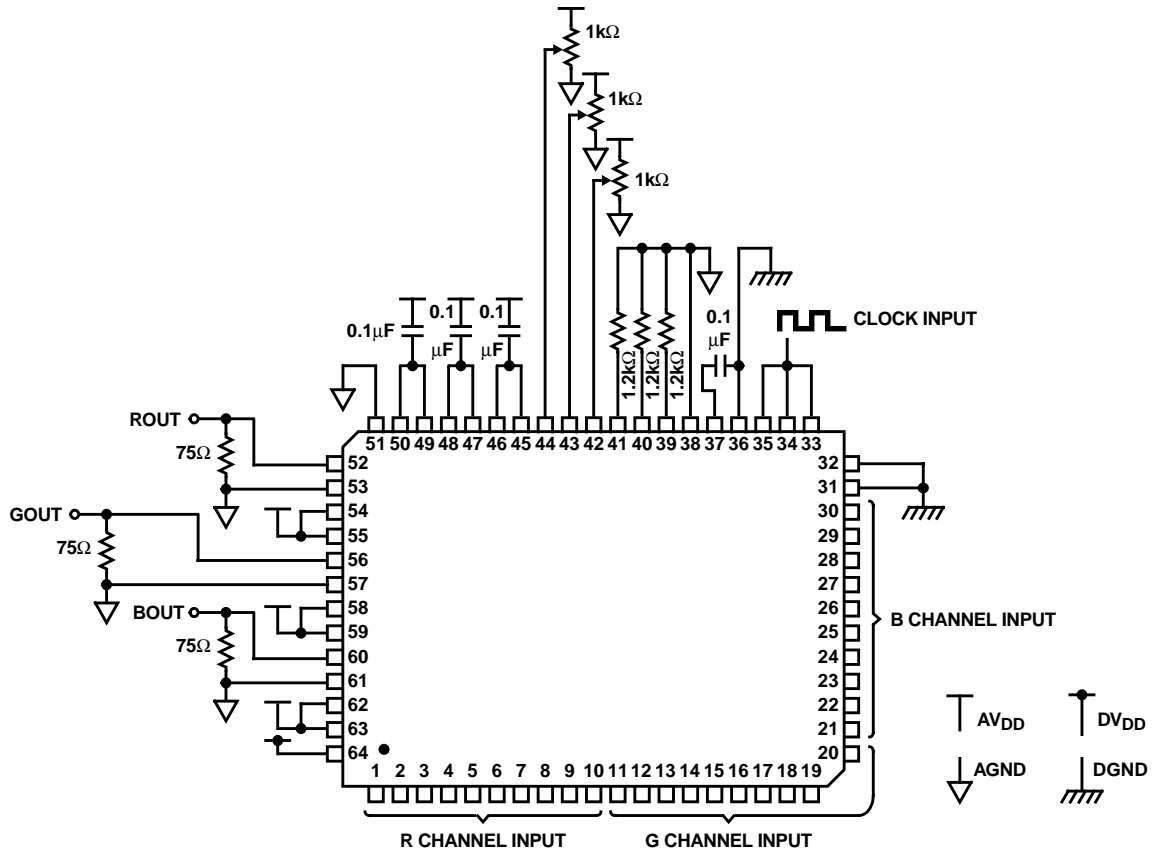 1kΩ
1kΩ
1kΩ
0.1μF
0.1
μF
0.1
μF
1.2kΩ
1.2kΩ
1.2kΩ
0.1
μF
CLOCK INPUT
51 50 49 48 47 46 45 44 43 42 41 40 39 38 37 36 35 34 33
ROUT
75Ω
GOUT
75Ω
BOUT
75Ω
52
53
54
55
56
57
58
59
60
61
62
63
64
32
31
30
29
28
27
26
25
24
23
22
21
20
B CHANNEL INPUT
1 2 3 4 5 6 7 8 9 10 11 12 13 14 15 16 17 18 19
R CHANNEL INPUT
G CHANNEL INPUT
AVDD
DVDD
AGND
DGND